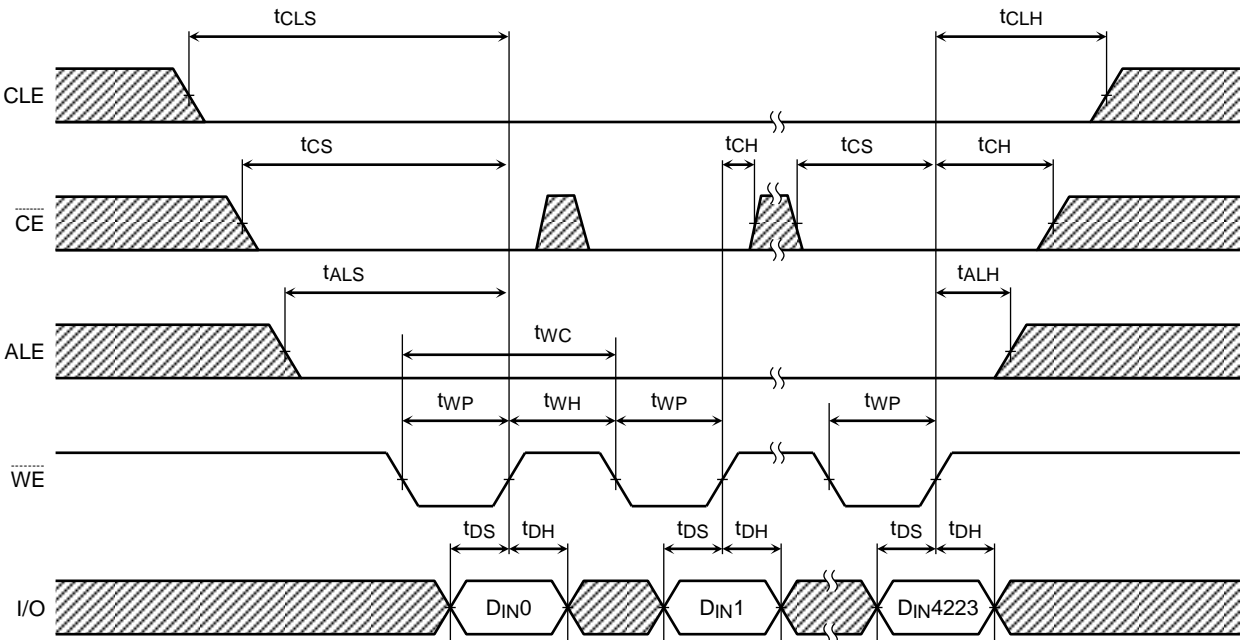 tCLS tCLH
CLE
tCS tCH tCS tCH
CE
tALS tALH
ALE
tWC
tWP tWH tWP tWP
WE
tDS tDH tDS tDH tDS tDH
I/O DIN0 DIN1 DIN4223